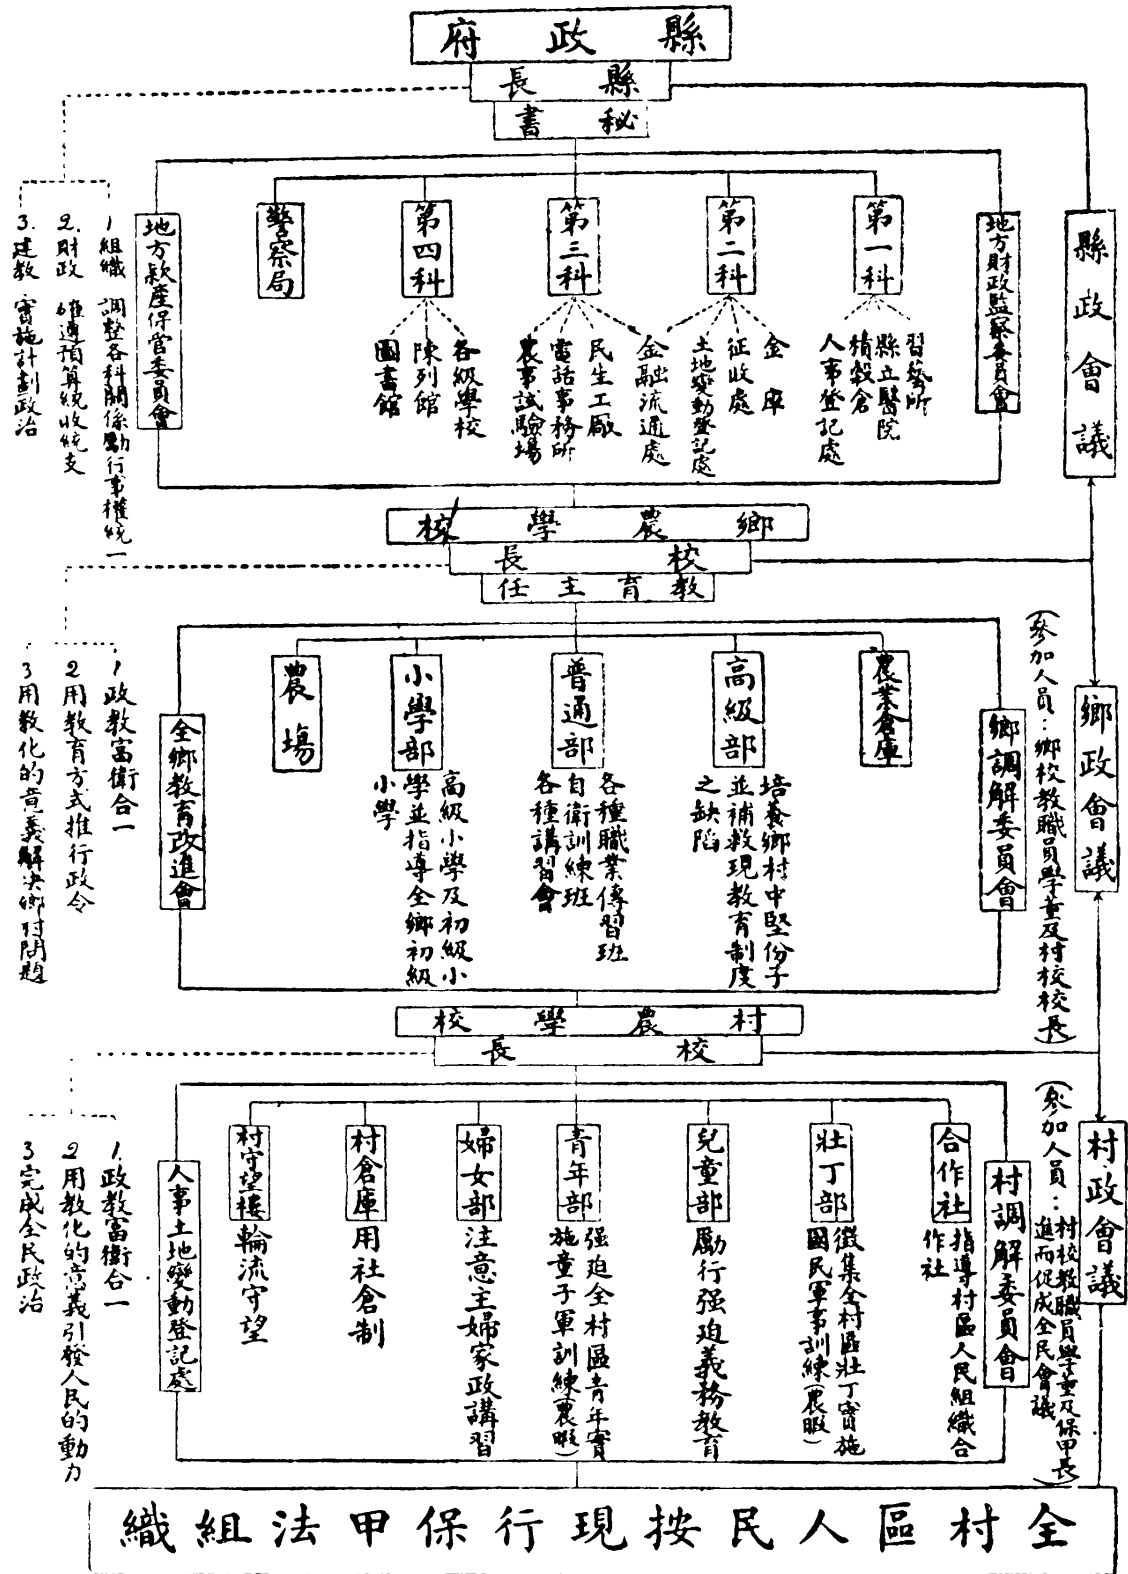 縣政府
縣長
秘書
縣政會議
地方財政監察委員會
第一科
習藝所
縣立醫院
積穀倉
人事登記處
第二科
金庫
征收處
土地變動登記處
金融流通處
第三科
民生工廠
電話事務所
農事試驗場
第四科
各級學校
陳列館
圖書館
警察局
地方款產保管委員會
1 組織 調整各科關係勵行事權統一
2. 財政 確遵預算統收統支
3. 建教 實施計劃政治
鄉農學校
校長
教育主任
鄉政會議
(參加人員：鄉校教職員學董及村校校長)
鄉調解委員會
農業倉庫
高級部
培養鄉村中堅份子
並補救現教育制度
之缺陷
普通部
各種職業傳習班
自衛訓練班
各種講習會
小學部
高級小學及初級小
學並指導全鄉初級
小學
農場
全鄉教育改進會
1 政教富衛合一
2 用教育方式推行政令
3 用教化的意義解决鄉村問題
村農學校
校長
村政會議
(參加人員：村校教職員學董及保甲長)
進而促成全民會議
村調解委員會
合作社
指導村區人民組織合
作社
壯丁部
徵集全村區壯丁實施
國民軍事訓練(農暇)
兒童部
勵行强迫義務教育
青年部
强迫全村區青年實
施童子軍訓練(農暇)
婦女部
注意主婦家政講習
村倉庫
用社倉制
村守望樓
輪流守望
人事土地變動登記處
1. 政教富衛合一
2 用教化的意義引發人民的動力
3 完成全民政治
全村區人民按現行保甲法組織